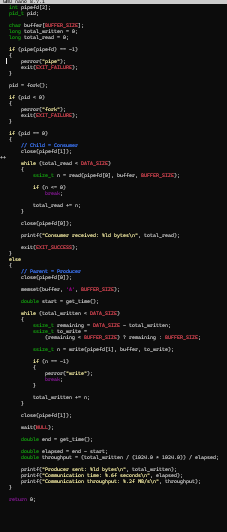 GNU nano 5.7.1
int pipefd[2];
pid_t pid;
char buffer[BUFFER_SIZE];
long total_written = 0;
long total_read = 0;
if (pipe(pipefd) == -1)
{
perror("pipe");
exit(EXIT_FAILURE);
}
pid = fork();
if (pid < 0)
{
perror("fork");
exit(EXIT_FAILURE);
}
if (pid == 0)
{
// Child = Consumer
close(pipefd[1]);
while (total_read < DATA_SIZE)
{
ssize_t n = read(pipefd[0], buffer, BUFFER_SIZE);
if (n <= 0)
break;
total_read += n;
}
close(pipefd[0]);
printf("Consumer received: %ld bytes\n", total_read);
exit(EXIT_SUCCESS);
}
else
{
// Parent = Producer
close(pipefd[0]);
memset(buffer, 'A', BUFFER_SIZE);
double start = get_time();
while (total_written < DATA_SIZE)
{
ssize_t remaining = DATA_SIZE - total_written;
ssize_t to_write =
(remaining < BUFFER_SIZE) ? remaining : BUFFER_SIZE;
ssize_t n = write(pipefd[1], buffer, to_write);
if (n == -1)
{
perror("write");
break;
}
total_written += n;
}
close(pipefd[1]);
wait(NULL);
double end = get_time();
double elapsed = end - start;
double throughput = (total_written / (1024.0 * 1024.0)) / elapsed;
printf("Producer sent: %ld bytes\n", total_written);
printf("Communication time: %.6f seconds\n", elapsed);
printf("Communication throughput: %.2f MB/s\n", throughput);
}
return 0;